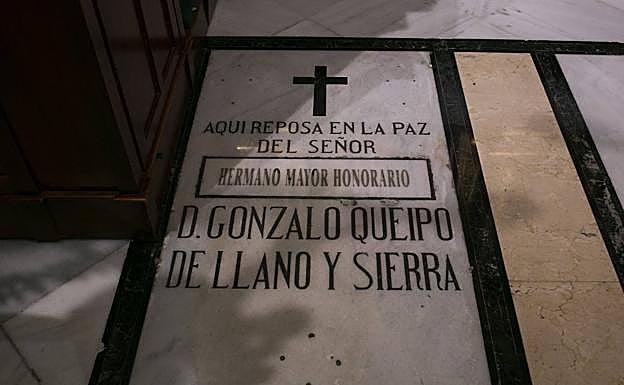 AQUI REPOSA EN LA PAZ
DEL SEÑOR
HERMANO MAYOR HONORARIO
D. GONZALO QUEIPO
DE LLANO Y SIERRA